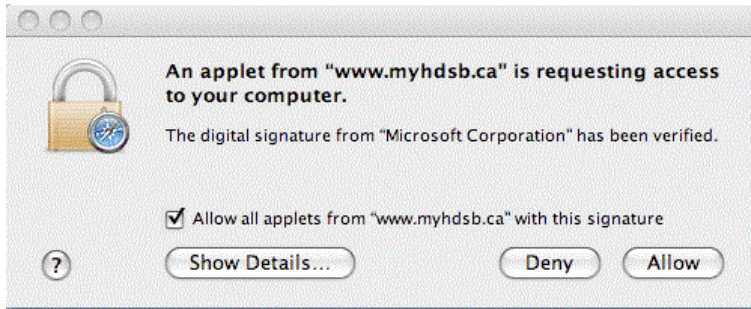 An applet from “www.myhdsb.ca” is requesting access
to your computer.
The digital signature from “Microsoft Corporation” has been verified.
Allow all applets from “www.myhdsb.ca” with this signature
? Show Details... Deny Allow